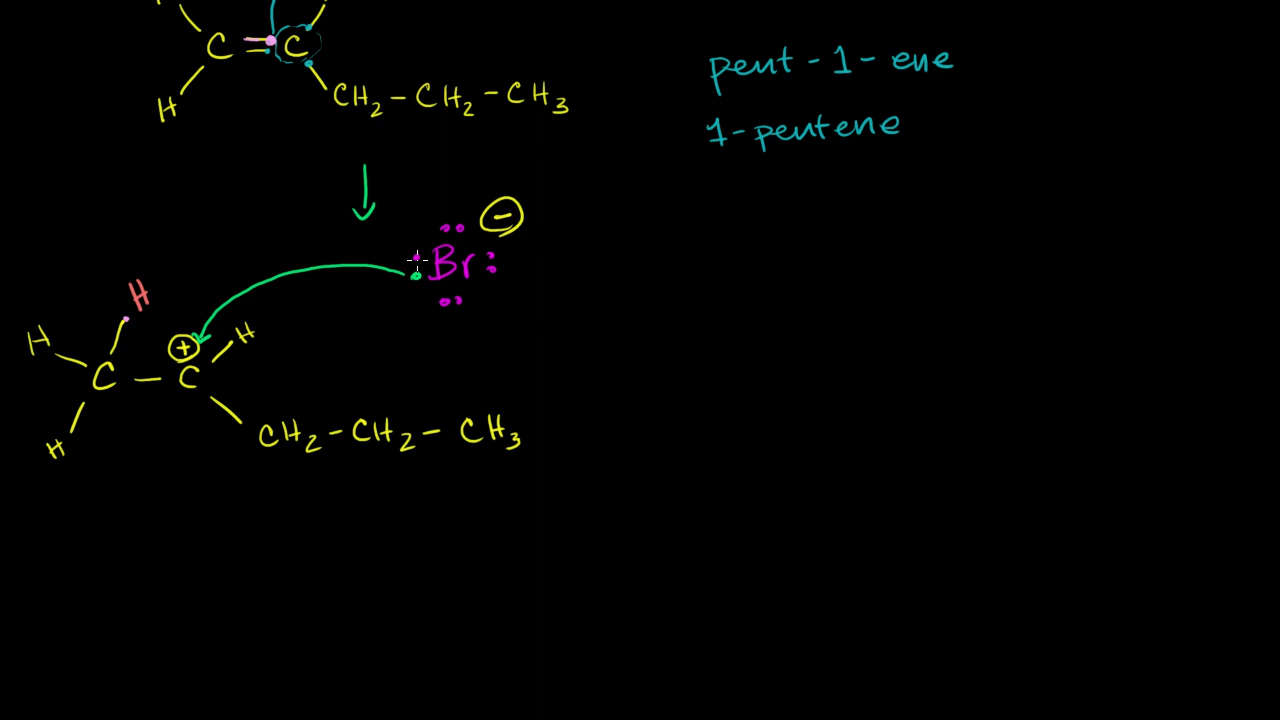 C = C
H
CH2 - CH2 - CH3
pent - 1 - ene
1 - pentene
Br
−
H
H
+
H
C - C
H
CH2 - CH2 - CH3